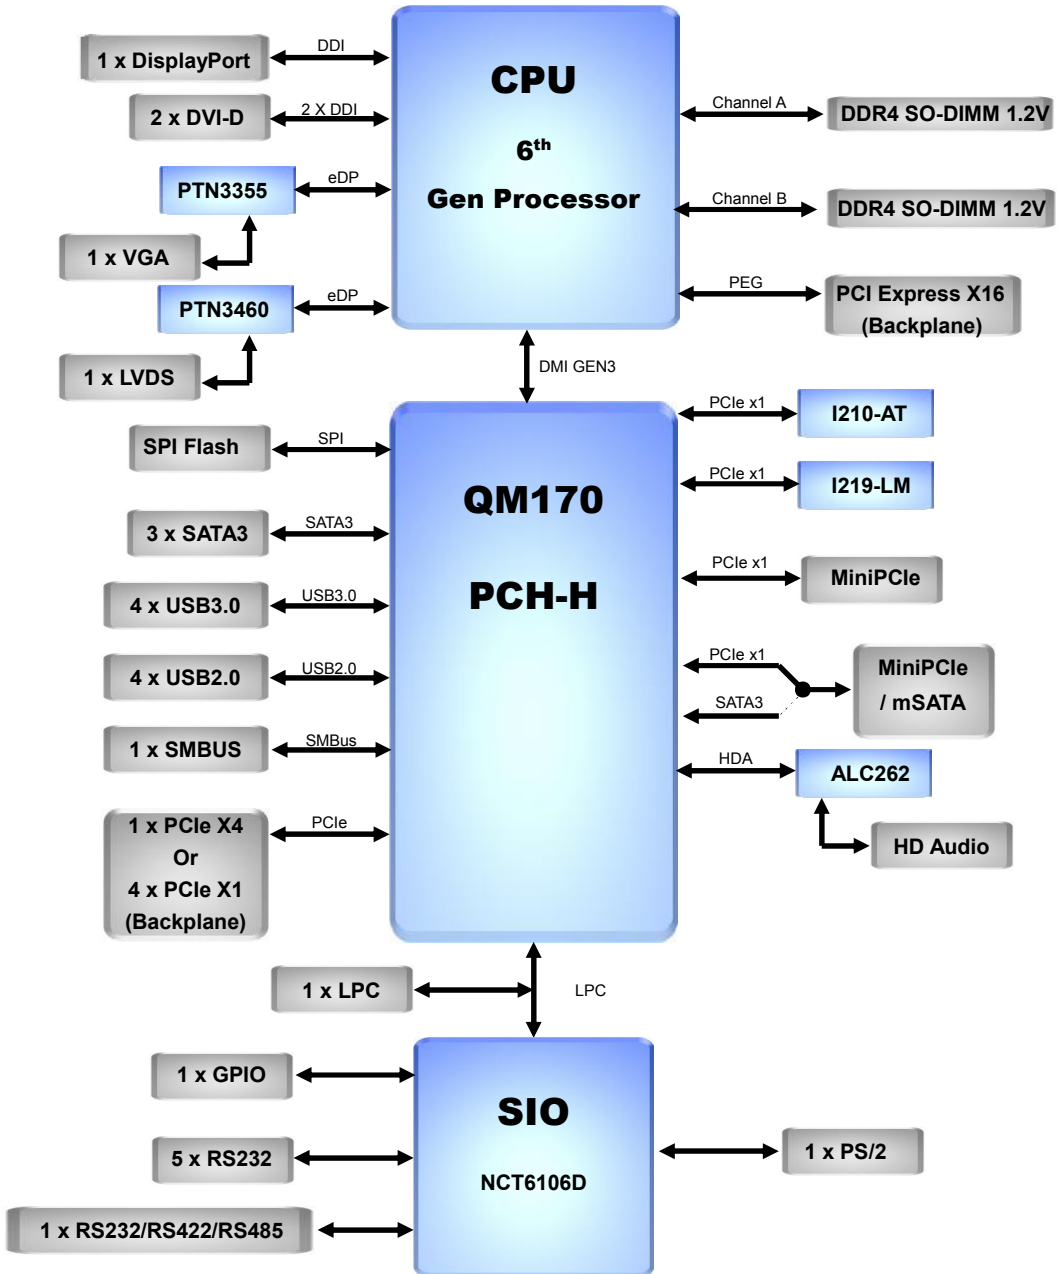 CPU
6th
Gen Processor
1 x DisplayPort
DDI
2 x DVI-D
2 X DDI
PTN3355
eDP
1 x VGA
PTN3460
eDP
1 x LVDS
Channel A
DDR4 SO-DIMM 1.2V
Channel B
DDR4 SO-DIMM 1.2V
PEG
PCI Express X16
(Backplane)
DMI GEN3
QM170
PCH-H
SPI Flash
SPI
3 x SATA3
SATA3
4 x USB3.0
USB3.0
4 x USB2.0
USB2.0
1 x SMBUS
SMBus
1 x PCIe X4
Or
4 x PCIe X1
(Backplane)
PCIe
PCIe x1
I210-AT
PCIe x1
I219-LM
PCIe x1
MiniPCIe
PCIe x1
SATA3
MiniPCIe
/ mSATA
HDA
ALC262
HD Audio
1 x LPC
LPC
SIO
NCT6106D
1 x GPIO
5 x RS232
1 x RS232/RS422/RS485
1 x PS/2